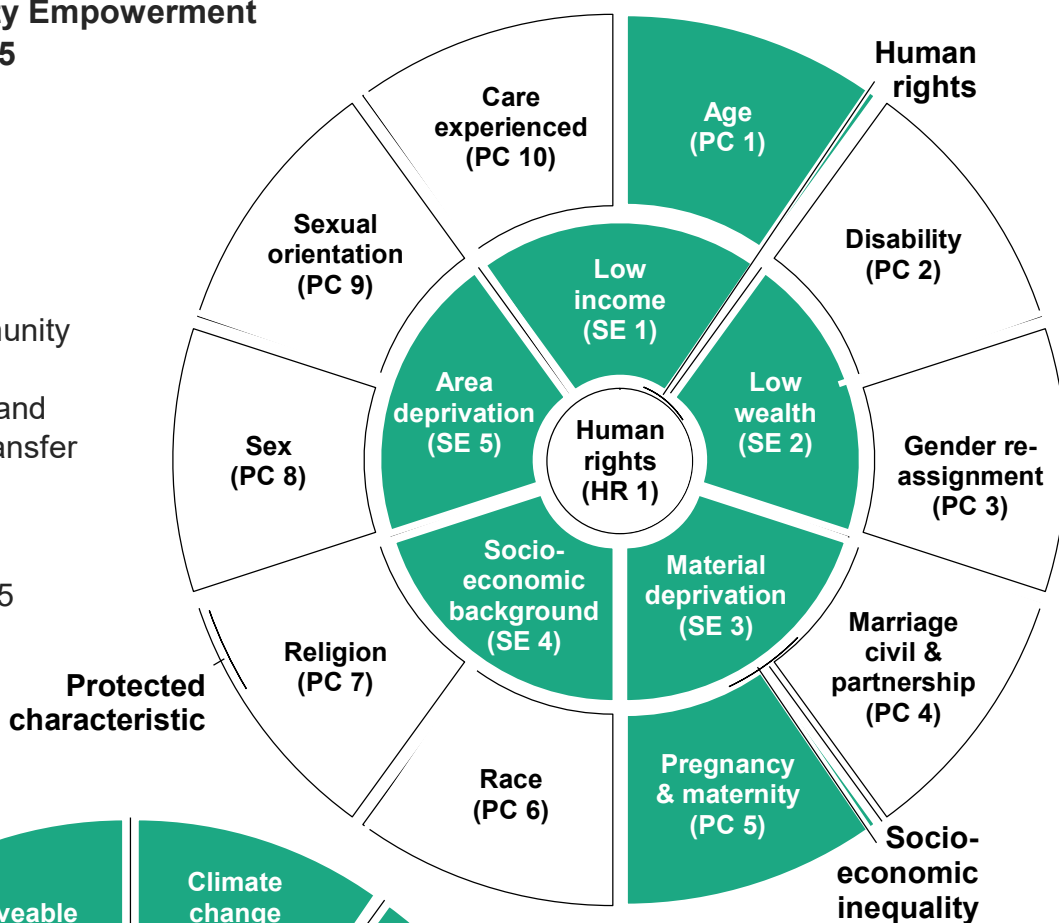 Empowerment
5
and
5
Human
rights
Care
experienced
(PC 10)
Age
(PC 1)
Disability
(PC 2)
Gender re-
assignment
(PC 3)
Marriage
civil &
partnership
(PC 4)
Pregnancy
& maternity
(PC 5)
Race
(PC 6)
Religion
(PC 7)
Sex
(PC 8)
Sexual
orientation
(PC 9)
Low
income
(SE 1)
Low
wealth
(SE 2)
Material
deprivation
(SE 3)
Socio-
economic
background
(SE 4)
Area
deprivation
(SE 5)
Human
rights
(HR 1)
Protected
characteristic
Socio-
economic
inequality
Climate
change